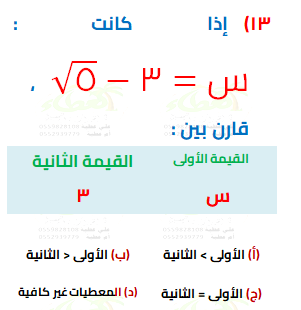 ١٣) إذا كانت :
س = ٣ − √٥ ،
قارن بين :
القيمة الأولى القيمة الثانية
س ٣
(أ) الأولى > الثانية (ب) الأولى < الثانية
(ج) الأولى = الثانية (د) المعطيات غير كافية